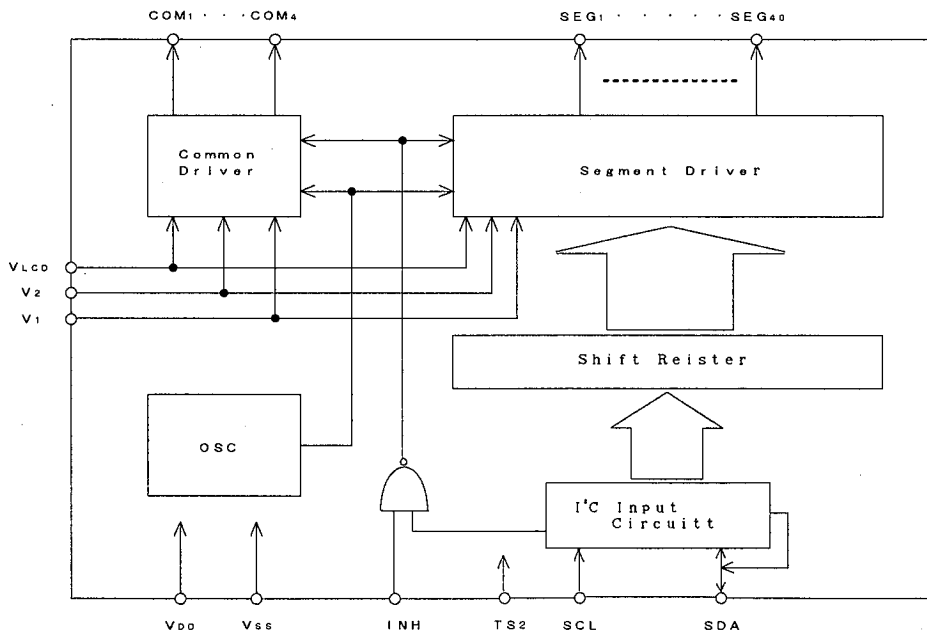 COM1 · · · COM4 SEG1 · · · · · SEG40
Common
Driver
Segment Driver
VLCD
V2
V1
Shift Reister
OSC
I²C Input
Circuitt
VDD VSS INH TS2 SCL SDA